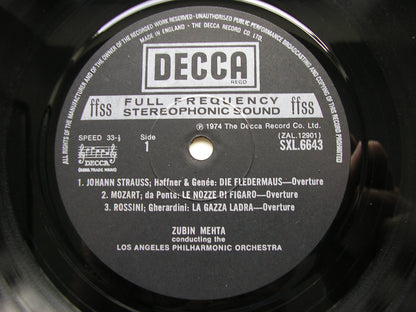 ALL RIGHTS OF THE MANUFACTURER AND OF THE OWNER OF THE RECORDED WORK RESERVED · UNAUTHORISED PUBLIC PERFORMANCE BROADCASTING AND COPYING OF THIS RECORD PROHIBITED
MADE IN ENGLAND · THE DECCA RECORD CO. LTD.
DECCA
REGD
ffss FULL FREQUENCY STEREOPHONIC SOUND ffss
℗ 1974 The Decca Record Co. Ltd.
SPEED 33⅓ Side 1 (ZAL.12901)
SXL.6643
DECCA
1. JOHANN STRAUSS; Haffner & Genée: DIE FLEDERMAUS—Overture
2. MOZART; da Ponte: LE NOZZE DI FIGARO—Overture
3. ROSSINI; Gherardini: LA GAZZA LADRA—Overture
ZUBIN MEHTA
conducting the
LOS ANGELES PHILHARMONIC ORCHESTRA